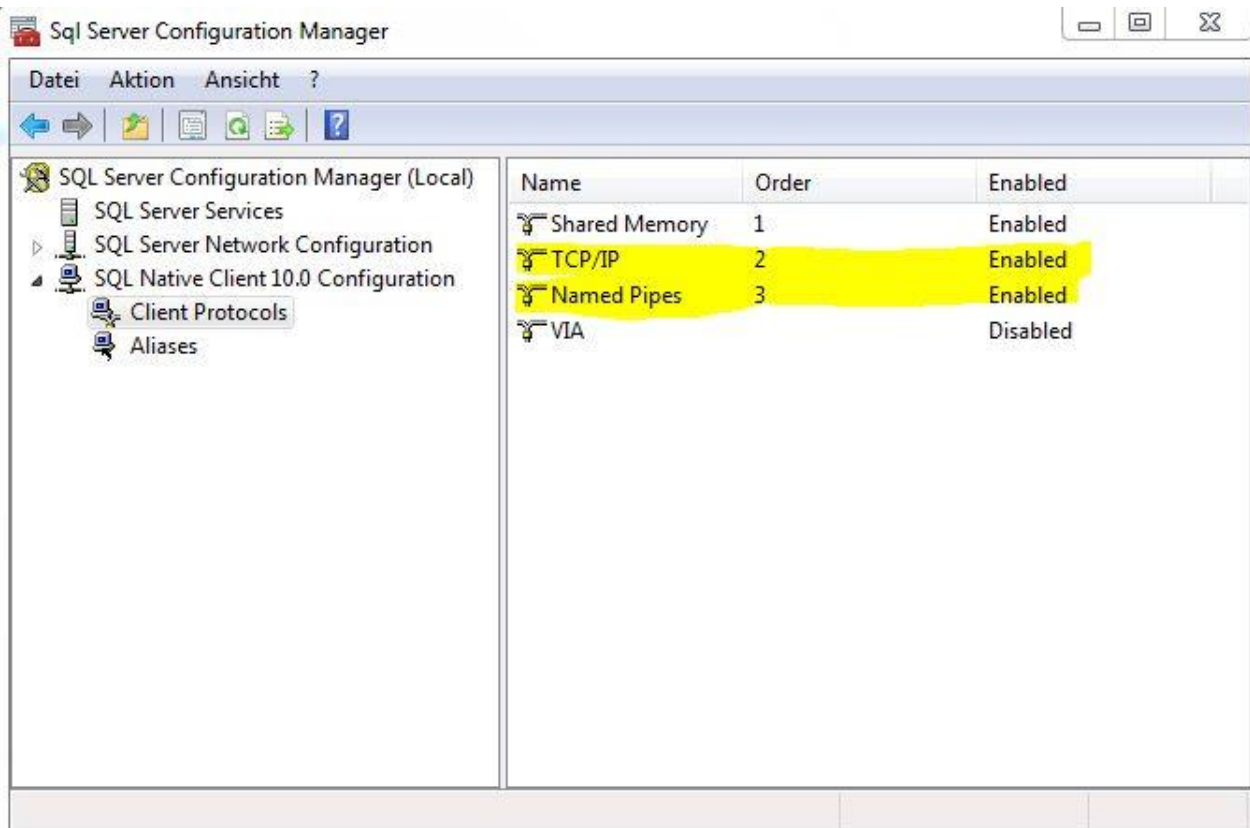 Sql Server Configuration Manager
Datei Aktion Ansicht ?
SQL Server Configuration Manager (Local)
SQL Server Services
SQL Server Network Configuration
SQL Native Client 10.0 Configuration
Client Protocols
Aliases
Name Order Enabled
Shared Memory 1 Enabled
TCP/IP 2 Enabled
Named Pipes 3 Enabled
VIA Disabled